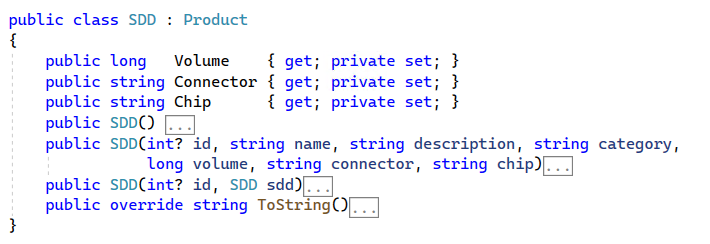 public class SDD : Product
{
    public long   Volume    { get; private set; }
    public string Connector { get; private set; }
    public string Chip      { get; private set; }
    public SDD() ...
    public SDD(int? id, string name, string description, string category,
               long volume, string connector, string chip)...
    public SDD(int? id, SDD sdd)...
    public override string ToString()...
}